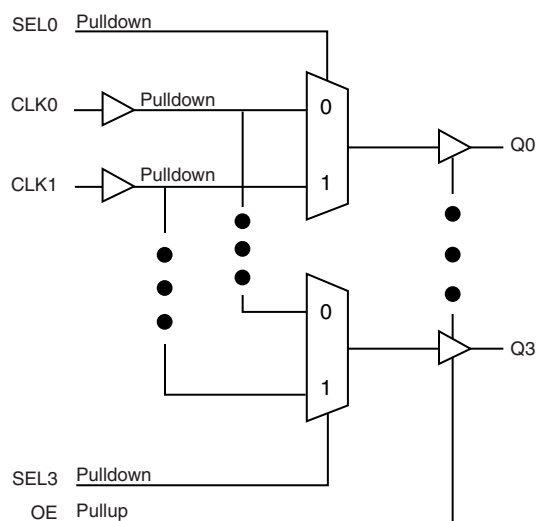 SEL0 Pulldown
CLK0 Pulldown
0
CLK1 Pulldown
1
Q0
0
Q3
1
SEL3 Pulldown
OE Pullup